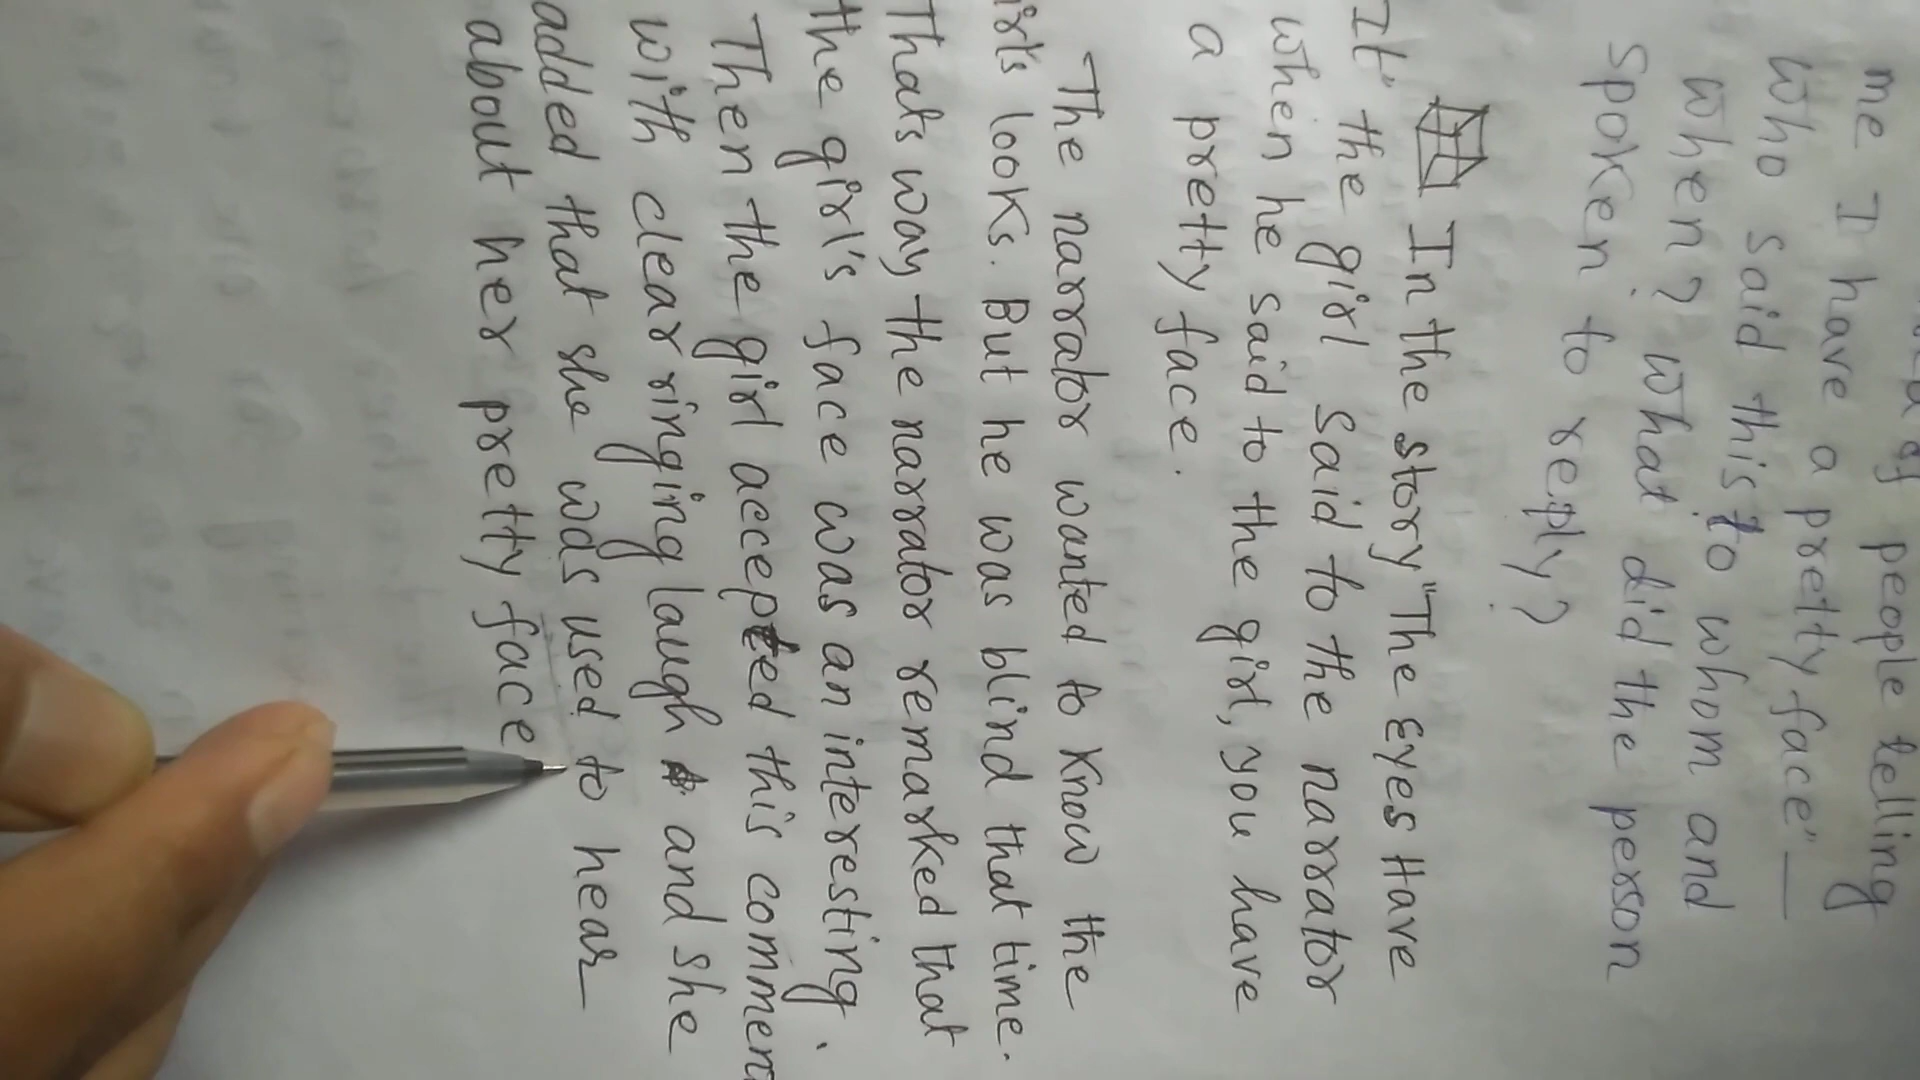 of people telling
me I have a pretty face" —
Who said this to whom and
when? What did the person
spoken to reply?
In the story "The Eyes Have
It" the girl said to the narrator
when he said to the girl, you have
a pretty face.
The narrator wanted to know the
irl's looks. But he was blind that time.
Thats way the narrator remarked that
the girl's face was an interesting.
Then the girl accepted this commen
with clear ringing laugh and she
added that she was used to hear
about her pretty face